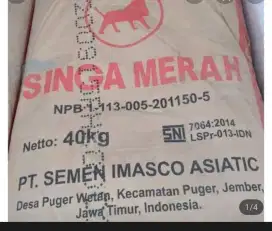 SINGA MERAH
NPB 1-113-005-201150-5
Netto: 40kg
SNI 7064:2014
LSPr-013-IDN
PT. SEMEN IMASCO ASIATIC
Desa Puger Wetan, Kecamatan Puger, Jember,
Jawa Timur, Indonesia.
1/4